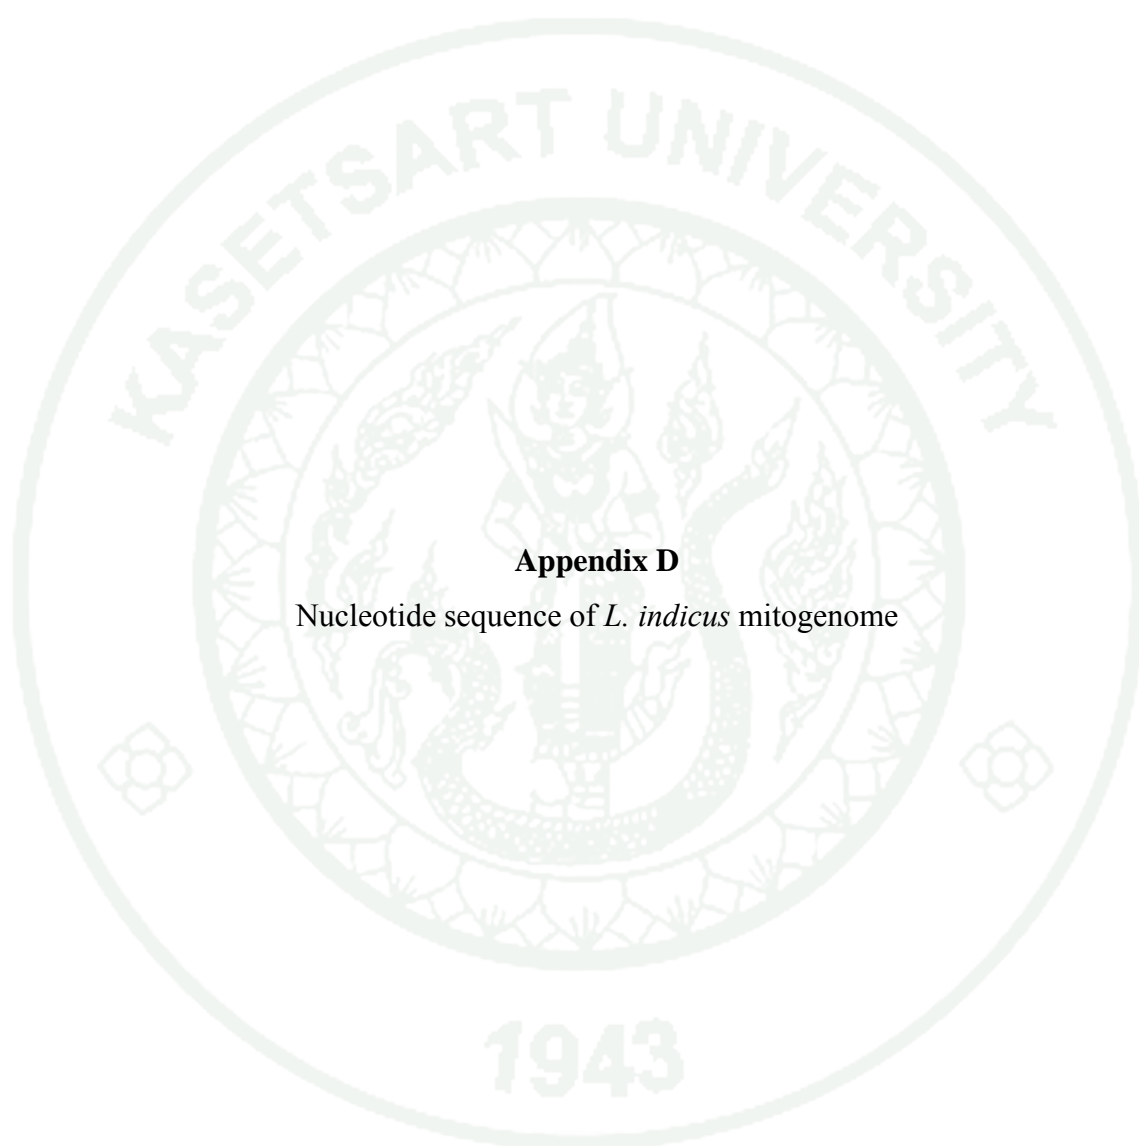 KASETSART UNIVERSITY
Appendix D
Nucleotide sequence of L. indicus mitogenome
1943